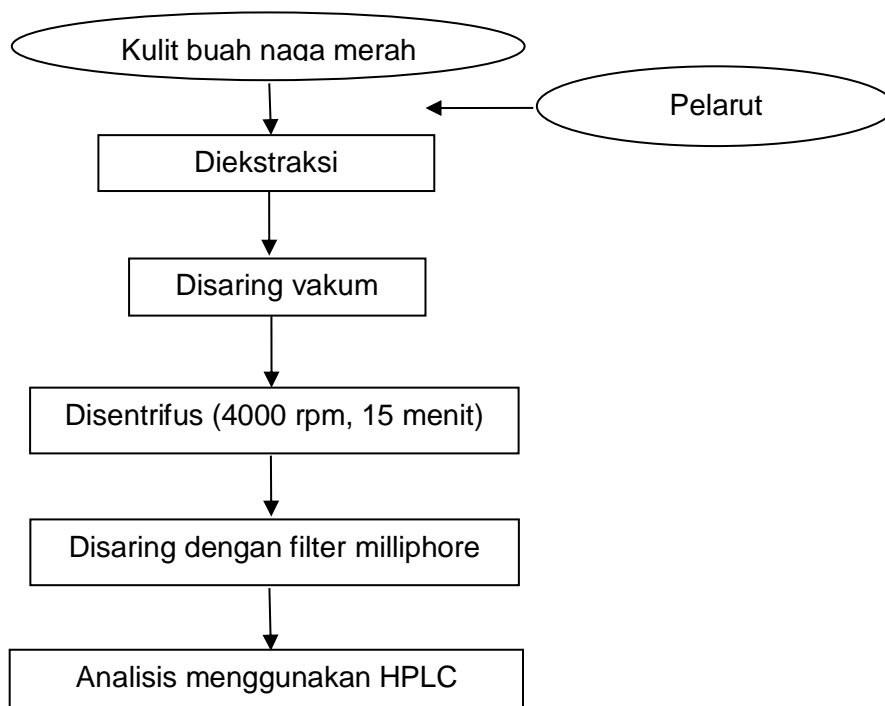 Kulit buah naga merah
Pelarut
Diekstraksi
Disaring vakum
Disentrifus (4000 rpm, 15 menit)
Disaring dengan filter milliphore
Analisis menggunakan HPLC